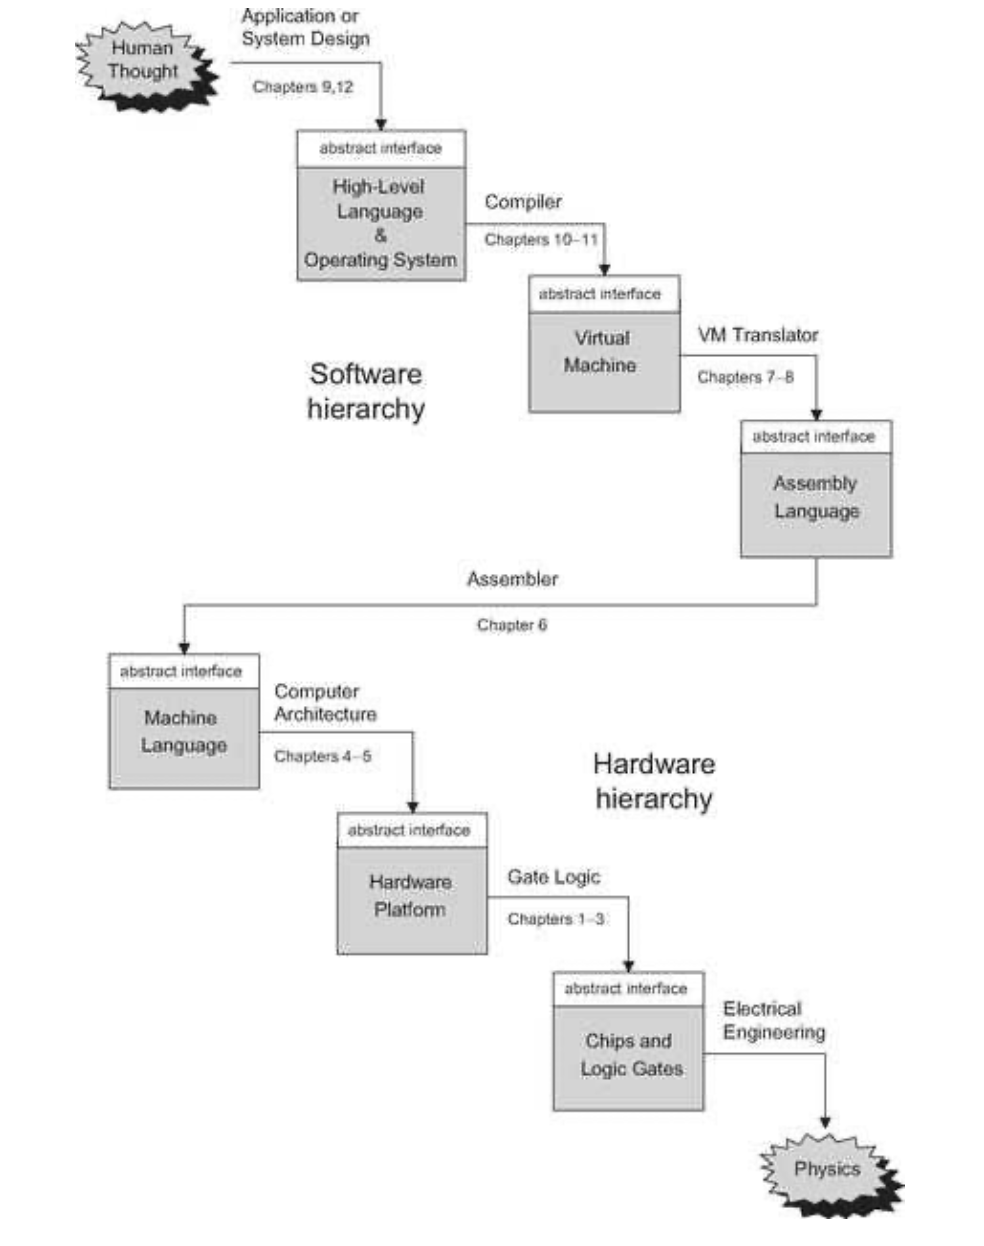 Human
Thought
Application or
System Design
Chapters 9,12
abstract interface
High-Level
Language
&
Operating System
Compiler
Chapters 10–11
abstract interface
Virtual
Machine
VM Translator
Chapters 7–8
Software
hierarchy
abstract interface
Assembly
Language
Assembler
Chapter 6
abstract interface
Machine
Language
Computer
Architecture
Chapters 4–5
Hardware
hierarchy
abstract interface
Hardware
Platform
Gate Logic
Chapters 1–3
abstract interface
Chips and
Logic Gates
Electrical
Engineering
Physics